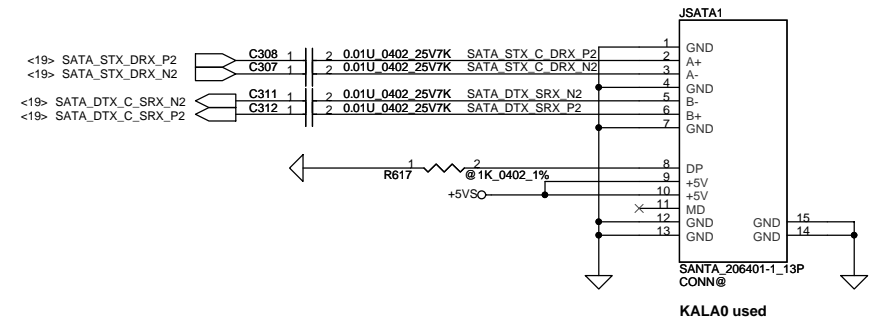 JSATA1
<19> SATA_STX_DRX_P2 C308 1 2 0.01U_0402_25V7K SATA_STX_C_DRX_P2
<19> SATA_STX_DRX_N2 C307 1 2 0.01U_0402_25V7K SATA_STX_C_DRX_N2
<19> SATA_DTX_C_SRX_N2 C311 1 2 0.01U_0402_25V7K SATA_DTX_SRX_N2
<19> SATA_DTX_C_SRX_P2 C312 1 2 0.01U_0402_25V7K SATA_DTX_SRX_P2
1 GND
2 A+
3 A-
4 GND
5 B-
6 B+
7 GND
R617 1 2 @1K_0402_1%
+5VS
8 DP
9 +5V
10 +5V
11 MD
12 GND GND 15
13 GND GND 14
SANTA_206401-1_13P
CONN@
KALA0 used